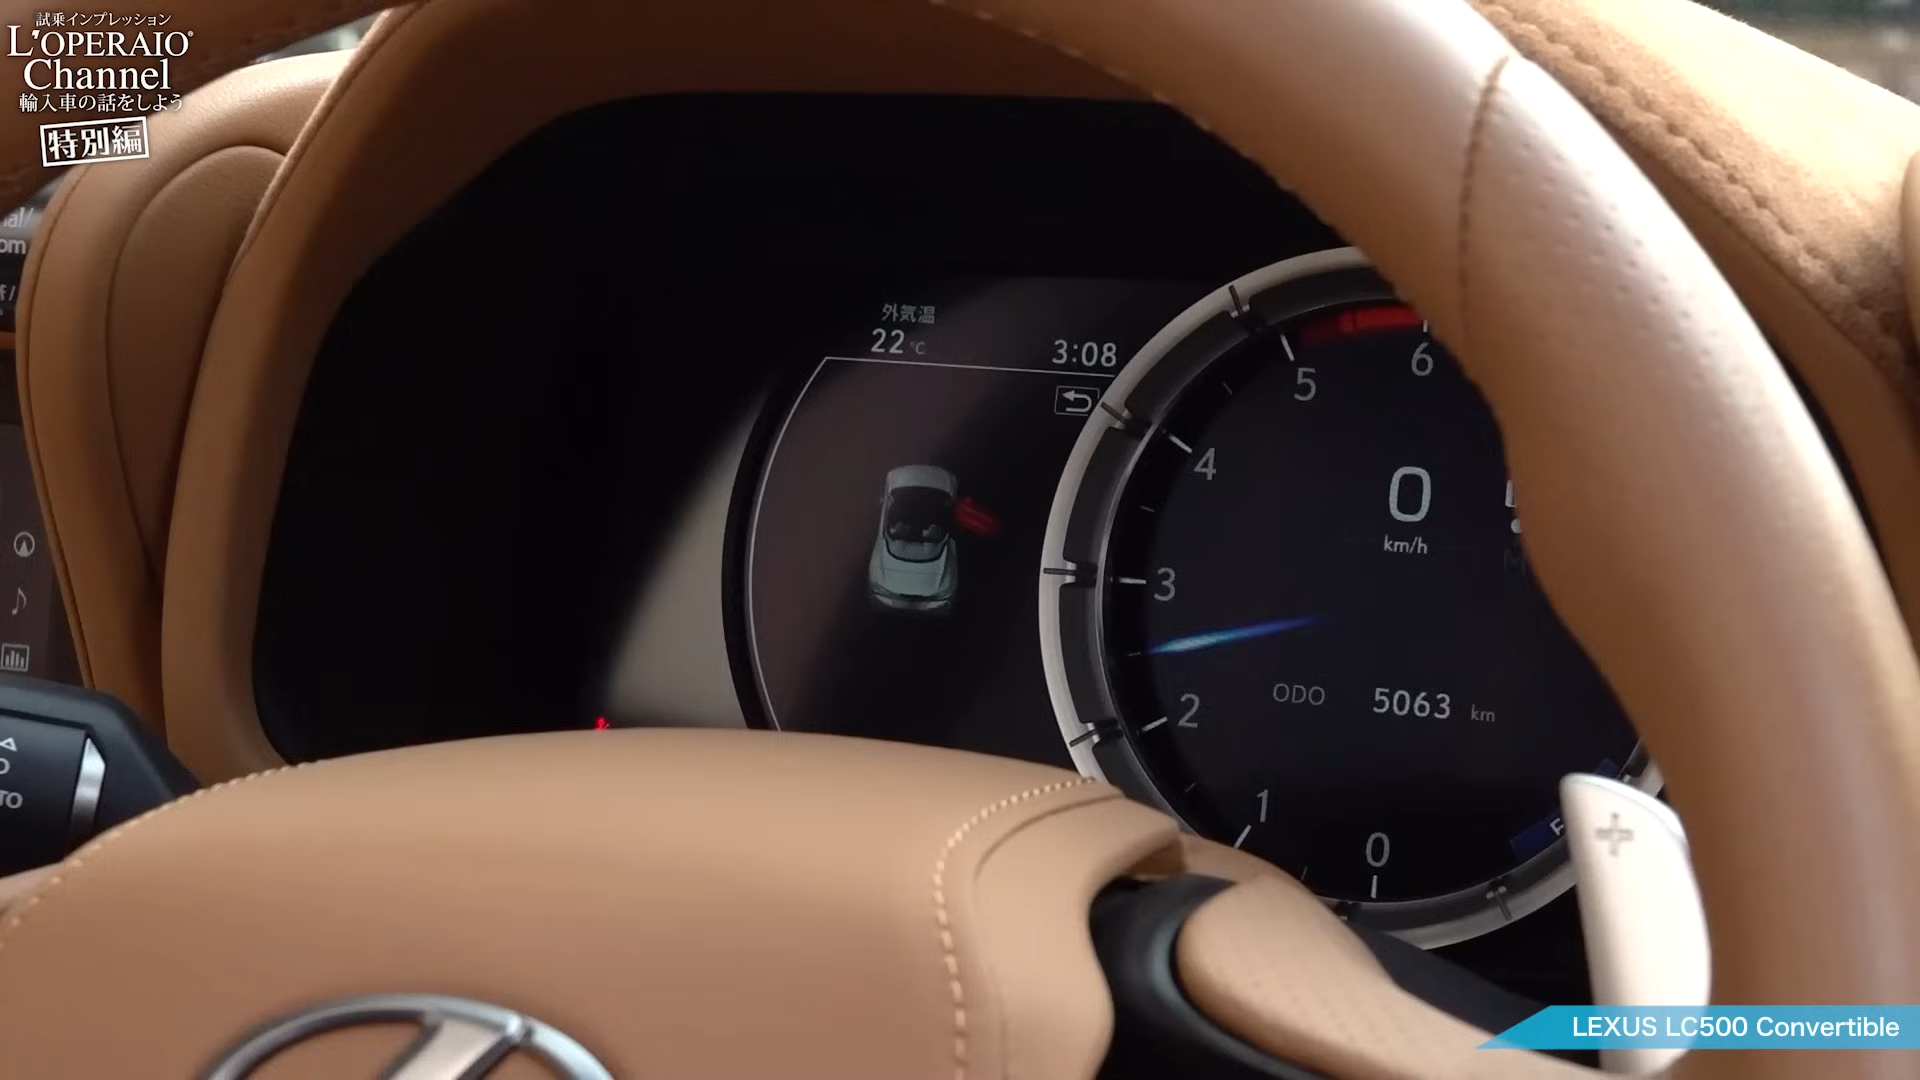 試乗インプレッション
L'OPERAIO
Channel
輸入車の話をしよう
特別編
外気温
22℃
3:08
6
5
4
0
km/h
3
2
ODO 5063 km
1
0
+
LEXUS LC500 Convertible